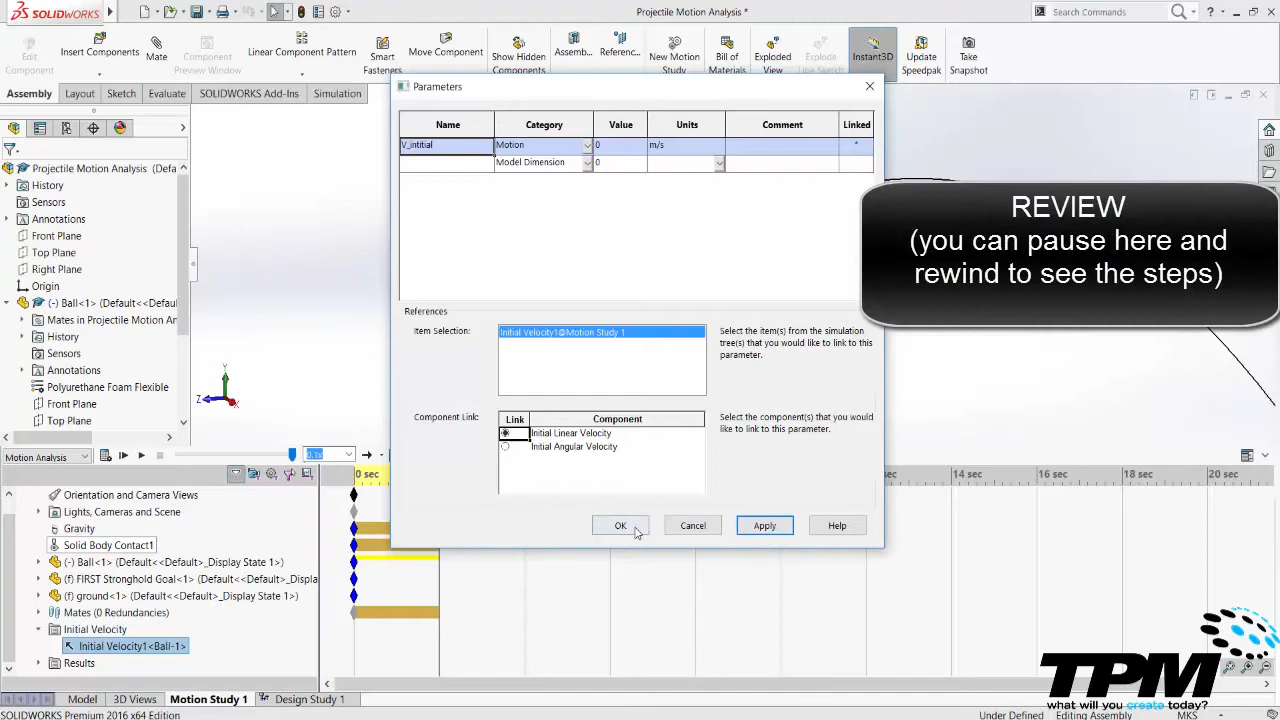 SOLIDWORKS
Projectile Motion Analysis *
Search Commands
?
Edit
Component
Insert Components
Mate
Component
Preview Window
Linear Component Pattern
Smart
Fasteners
Move Component
Show Hidden
Components
Assemb...
Referenc...
New Motion
Study
Bill of
Materials
Exploded
View
Explode
Line Sketch
Instant3D
Update
Speedpak
Take
Snapshot
Assembly
Layout
Sketch
Evaluate
SOLIDWORKS Add-Ins
Simulation
Projectile Motion Analysis (Defa
History
Sensors
Annotations
Front Plane
Top Plane
Right Plane
Origin
(-) Ball<1> (Default<<Default>_
Mates in Projectile Motion An
History
Sensors
Annotations
Polyurethane Foam Flexible
Front Plane
Top Plane
Y
Z
X
Parameters
Name
Category
Value
Units
Comment
Linked
V_intitial
Motion
0
m/s
*
Model Dimension
0
References
Item Selection:
Initial Velocity1@Motion Study 1
Select the item(s) from the simulation
tree(s) that you would like to link to this
parameter.
Component Link:
Link
Component
Initial Linear Velocity
Initial Angular Velocity
Select the component(s) that you would
like to link to this parameter.
OK
Cancel
Apply
Help
REVIEW
(you can pause here and
rewind to see the steps)
Motion Analysis
0.1x
0 sec
14 sec
16 sec
18 sec
20 sec
Orientation and Camera Views
Lights, Cameras and Scene
Gravity
Solid Body Contact1
(-) Ball<1> (Default<<Default>_Display State 1>)
(f) FIRST Stronghold Goal<1> (Default<<Default>_Displa
(f) ground<1> (Default<<Default>_Display State 1>)
Mates (0 Redundancies)
Initial Velocity
Initial Velocity1<Ball-1>
Results
Model
3D Views
Motion Study 1
Design Study 1
TPM
what will you create today?
SOLIDWORKS Premium 2016 x64 Edition
Under Defined
Editing Assembly
MKS